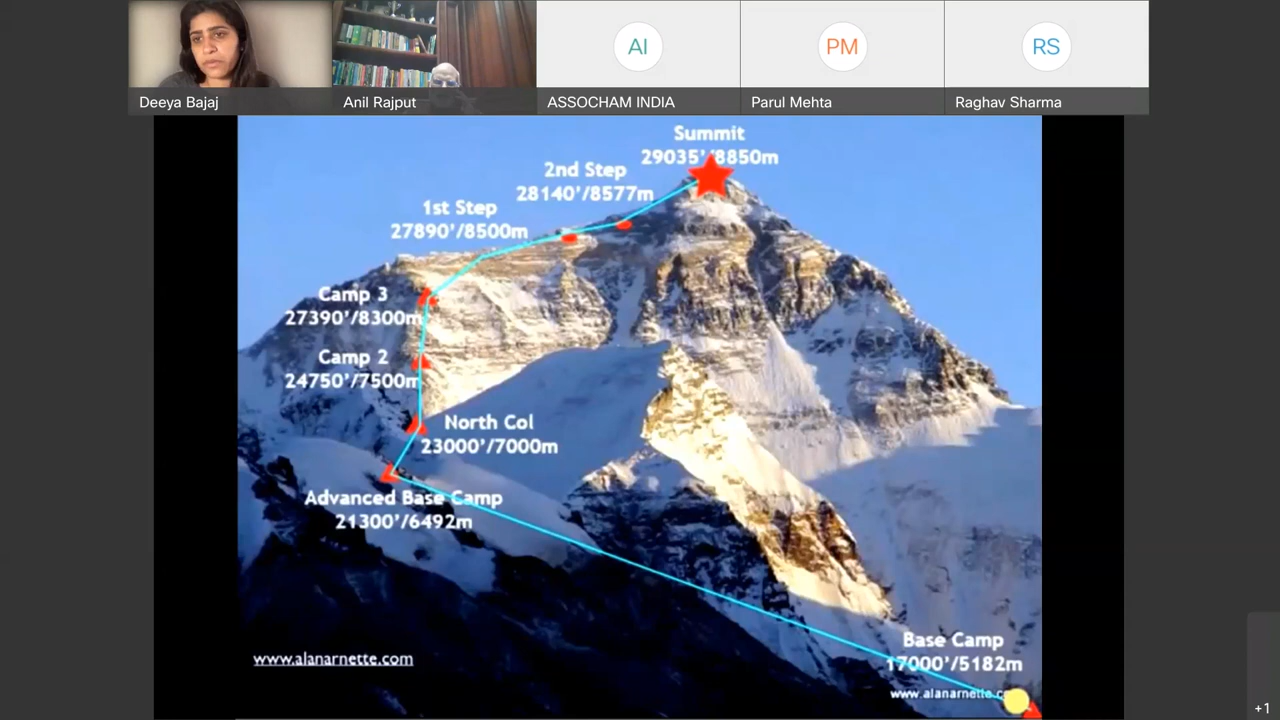 AI
PM
RS
Deeya Bajaj
Anil Rajput
ASSOCHAM INDIA
Parul Mehta
Raghav Sharma
Summit
29035'/8850m
2nd Step
28140'/8577m
1st Step
27890'/8500m
Camp 3
27390'/8300m
Camp 2
24750'/7500m
North Col
23000'/7000m
Advanced Base Camp
21300'/6492m
Base Camp
17000'/5182m
www.alanarnette.com
www.alanarnette.c
+1